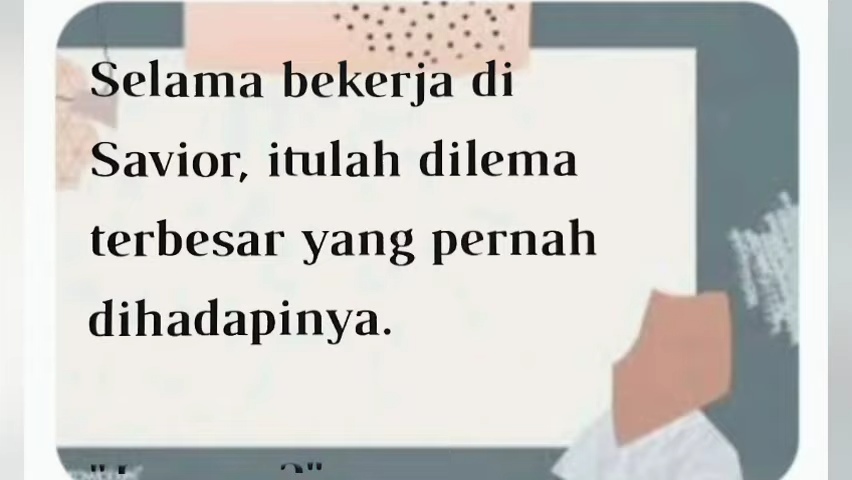 Selama bekerja di
Savior, itulah dilema
terbesar yang pernah
dihadapinya.